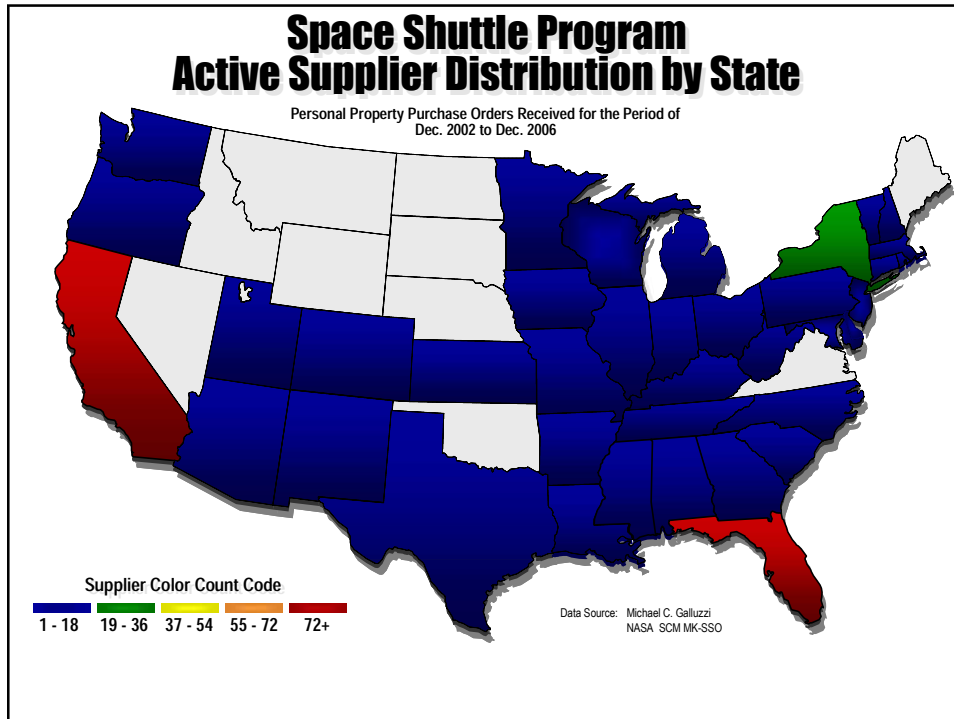 Space Shuttle Program
Active Supplier Distribution by State
Personal Property Purchase Orders Received for the Period of
Dec. 2002 to Dec. 2006
Supplier Color Count Code
1 - 18 19 - 36 37 - 54 55 - 72 72+
Data Source: Michael C. Galluzzi
NASA SCM MK-SSO